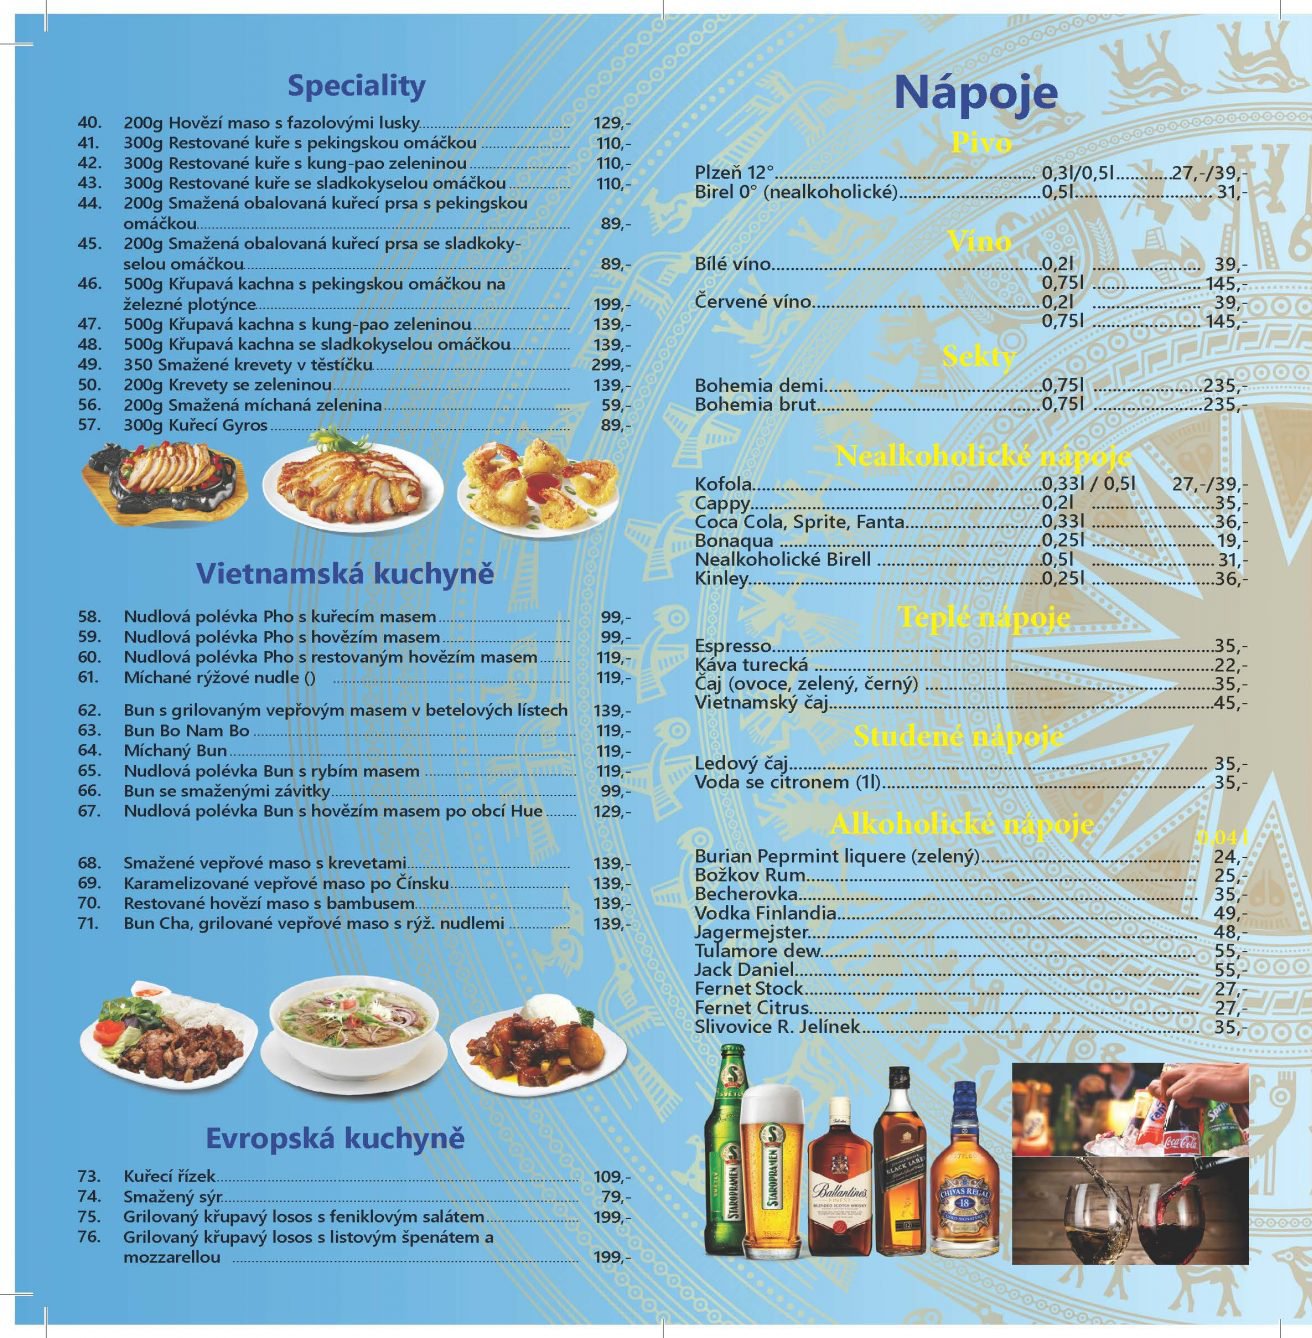 Speciality
40. 200g Hovězí maso s fazolovými lusky 129,-
41. 300g Restované kuře s pekingskou omáčkou 110,-
42. 300g Restované kuře s kung-pao zeleninou 110,-
43. 300g Restované kuře se sladkokyselou omáčkou 110,-
44. 200g Smažená obalovaná kuřecí prsa s pekingskou
omáčkou 89,-
45. 200g Smažená obalovaná kuřecí prsa se sladkoky-
selou omáčkou 89,-
46. 500g Křupavá kachna s pekingskou omáčkou na
železné plotýnce 199,-
47. 500g Křupavá kachna s kung-pao zeleninou 139,-
48. 500g Křupavá kachna se sladkokyselou omáčkou 139,-
49. 350 Smažené krevety v těstíčku 299,-
50. 200g Krevety se zeleninou 139,-
56. 200g Smažená míchaná zelenina 59,-
57. 300g Kuřecí Gyros 89,-
Vietnamská kuchyně
58. Nudlová polévka Pho s kuřecím masem 99,-
59. Nudlová polévka Pho s hovězím masem 99,-
60. Nudlová polévka Pho s restovaným hovězím masem 119,-
61. Míchané rýžové nudle () 119,-
62. Bun s grilovaným vepřovým masem v betelových lístech 139,-
63. Bun Bo Nam Bo 119,-
64. Míchaný Bun 119,-
65. Nudlová polévka Bun s rybím masem 119,-
66. Bun se smaženými závitky 99,-
67. Nudlová polévka Bun s hovězím masem po obcí Hue 129,-
68. Smažené vepřové maso s krevetami 139,-
69. Karamelizované vepřové maso po Čínsku 139,-
70. Restované hovězí maso s bambusem 139,-
71. Bun Cha, grilované vepřové maso s rýž. nudlemi 139,-
Evropská kuchyně
73. Kuřecí řízek 109,-
74. Smažený sýr 79,-
75. Grilovaný křupavý losos s feniklovým salátem 199,-
76. Grilovaný křupavý losos s listovým špenátem a
mozzarellou 199,-
Nápoje
Pivo
Plzeň 12° 0,3l/0,5l 27,-/39,-
Birel 0° (nealkoholické) 0,5l 31,-
Víno
Bílé víno 0,2l 39,-
0,75l 145,-
Červené víno 0,2l 39,-
0,75l 145,-
Sekty
Bohemia demi 0,75l 235,-
Bohemia brut 0,75l 235,-
Nealkoholické nápoje
Kofola 0,33l / 0,5l 27,-/39,-
Cappy 0,2l 35,-
Coca Cola, Sprite, Fanta 0,33l 36,-
Bonaqua 0,25l 19,-
Nealkoholické Birell 0,5l 31,-
Kinley 0,25l 36,-
Teplé nápoje
Espresso 35,-
Káva turecká 22,-
Čaj (ovoce, zelený, černý) 35,-
Vietnamský čaj 45,-
Studené nápoje
Ledový čaj 35,-
Voda se citronem (1l) 35,-
Alkoholické nápoje 0,04 l
Burian Peprmint liquere (zelený) 24,-
Božkov Rum 25,-
Becherovka 35,-
Vodka Finlandia 49,-
Jagermejster 48,-
Tulamore dew 55,-
Jack Daniel 55,-
Fernet Stock 27,-
Fernet Citrus 27,-
Slivovice R. Jelínek 35,-
STAROPRAMEN
STAROPRAMEN
Ballantine's
BLACK LABEL
CHIVAS REGAL
18
Fanta
Coca-Cola
Sprite